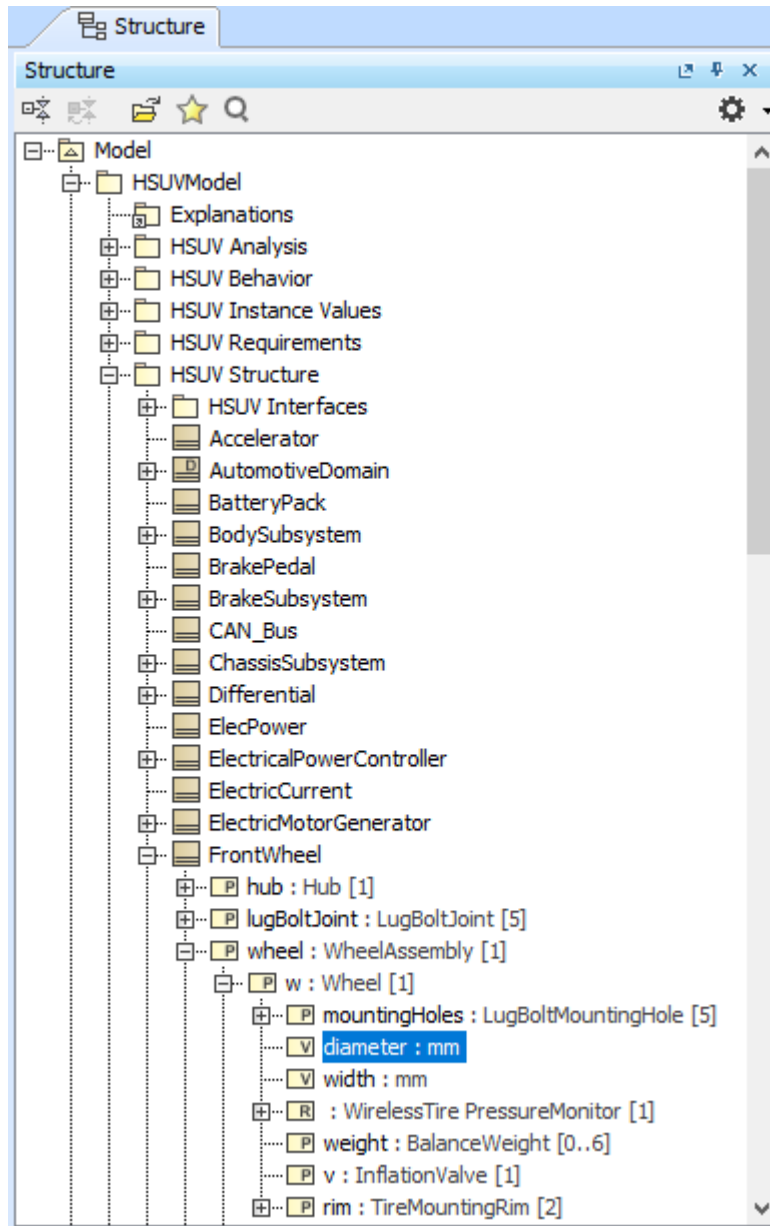 Structure
Structure
Model
HSUVModel
Explanations
HSUV Analysis
HSUV Behavior
HSUV Instance Values
HSUV Requirements
HSUV Structure
HSUV Interfaces
Accelerator
D AutomotiveDomain
BatteryPack
BodySubsystem
BrakePedal
BrakeSubsystem
CAN_Bus
ChassisSubsystem
Differential
ElecPower
ElectricalPowerController
ElectricCurrent
ElectricMotorGenerator
FrontWheel
P hub : Hub [1]
P lugBoltJoint : LugBoltJoint [5]
P wheel : WheelAssembly [1]
P w : Wheel [1]
P mountingHoles : LugBoltMountingHole [5]
V diameter : mm
V width : mm
R : WirelessTire PressureMonitor [1]
P weight : BalanceWeight [0..6]
P v : InflationValve [1]
P rim : TireMountingRim [2]